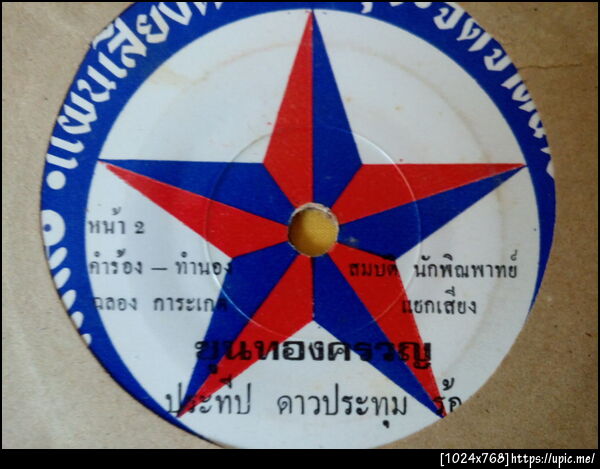 แผ่นเสียง
หน้า 2
คำร้อง – ทำนอง
ฉลอง การะเกด
สมบัติ นักพิณพาทย์
แยกเสียง
ขุนทองครวญ
ประทีป ดาวประทุม ร้อง
[1024x768]https://upic.me/